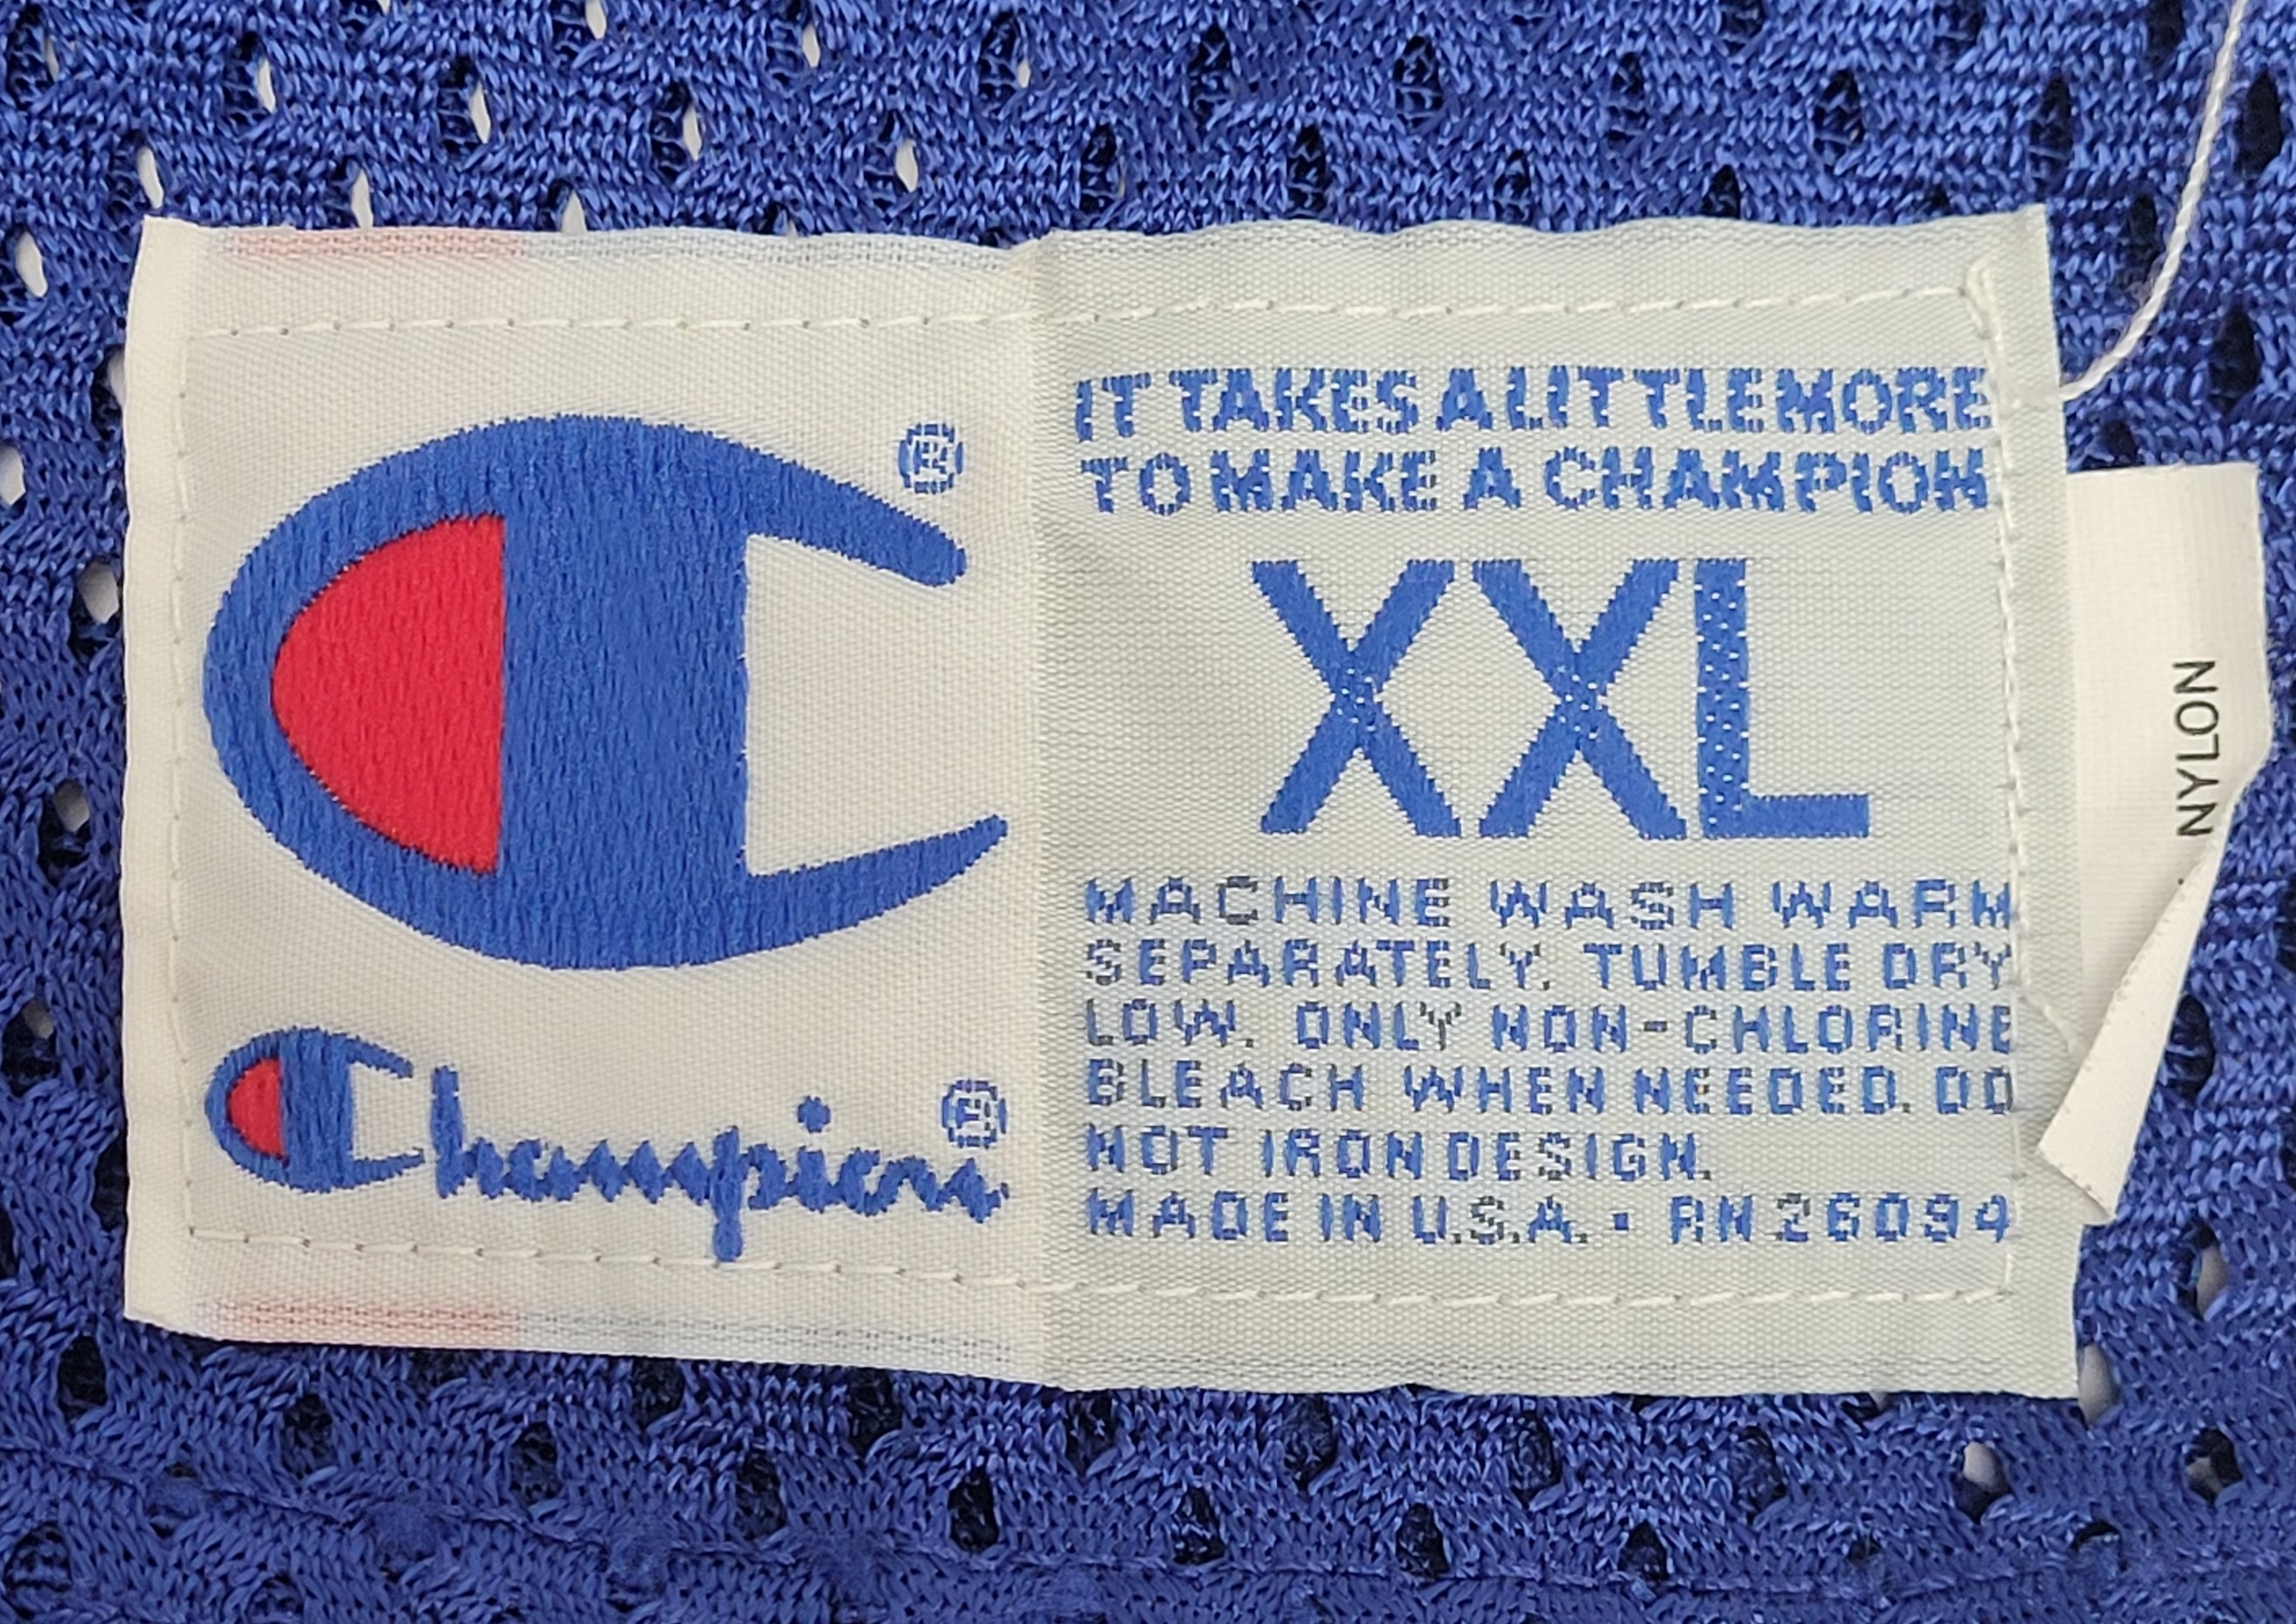 ®
Champion®
IT TAKES A LITTLE MORE
TO MAKE A CHAMPION
XXL
MACHINE WASH WARM
SEPARATELY. TUMBLE DRY
LOW. ONLY NON-CHLORINE
BLEACH WHEN NEEDED. DO
NOT IRON DESIGN.
MADE IN U.S.A. · RN 26094
NYLON